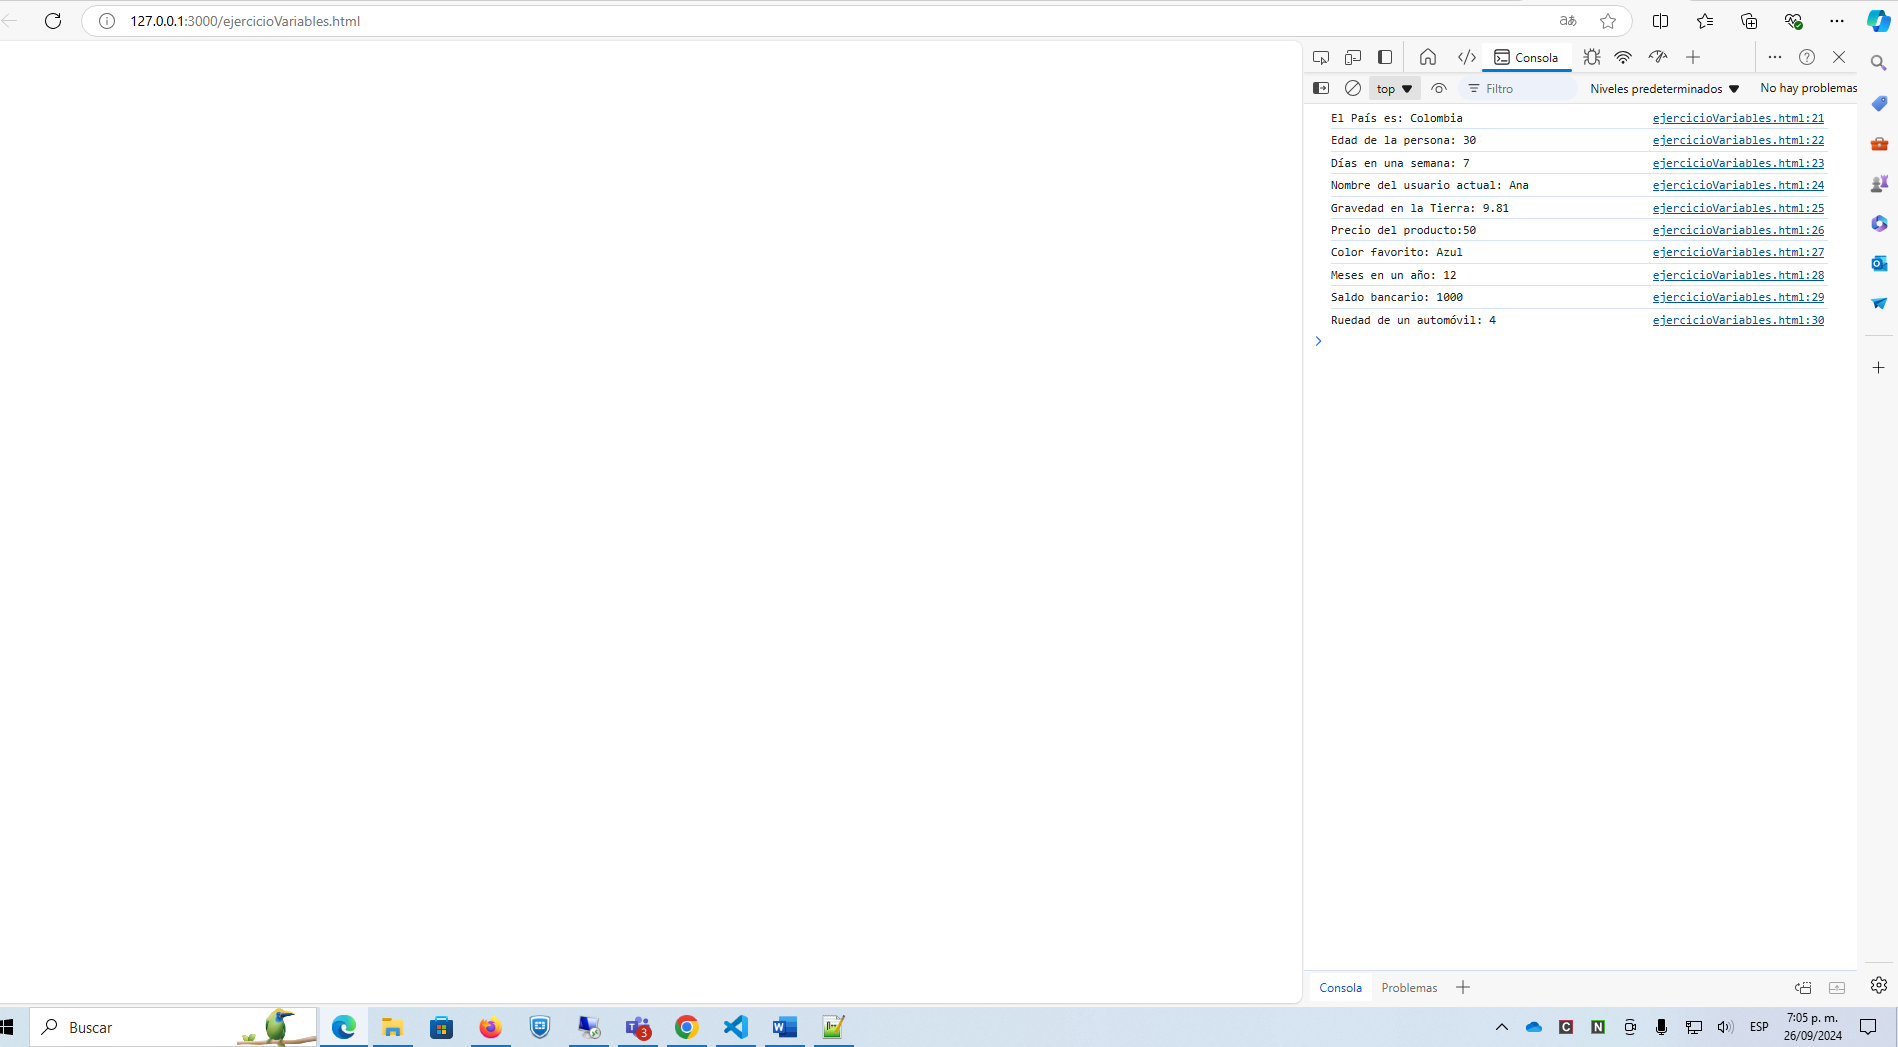 127.0.0.1:3000/ejercicioVariables.html
aあ
Consola
top
Filtro
Niveles predeterminados
No hay problemas
El País es: Colombia ejercicioVariables.html:21
Edad de la persona: 30 ejercicioVariables.html:22
Días en una semana: 7 ejercicioVariables.html:23
Nombre del usuario actual: Ana ejercicioVariables.html:24
Gravedad en la Tierra: 9.81 ejercicioVariables.html:25
Precio del producto:50 ejercicioVariables.html:26
Color favorito: Azul ejercicioVariables.html:27
Meses en un año: 12 ejercicioVariables.html:28
Saldo bancario: 1000 ejercicioVariables.html:29
Ruedad de un automóvil: 4 ejercicioVariables.html:30
Consola Problemas
Buscar
3
ESP
7:05 p. m.
26/09/2024